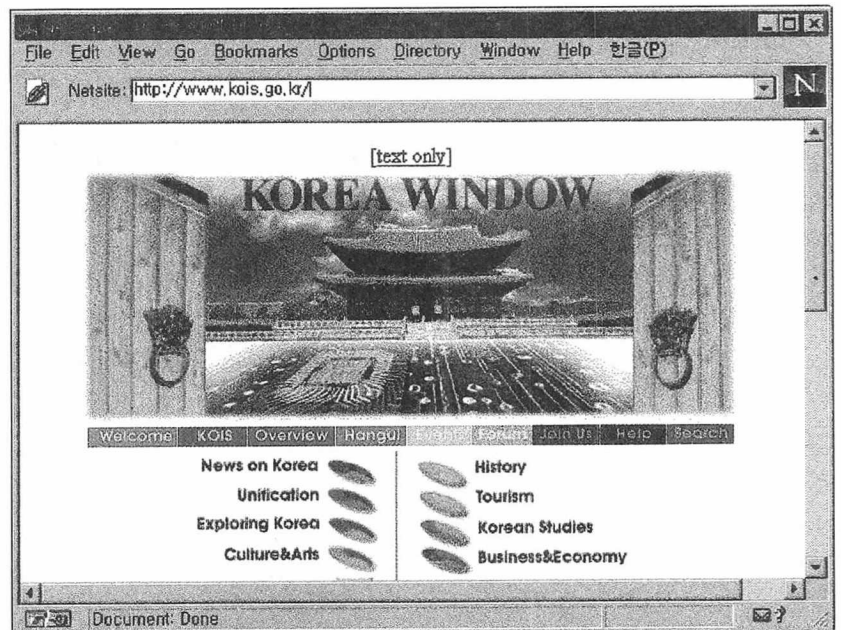 File Edit View Go Bookmarks Options Directory Window Help 한글(P)
Netsite: http://www.kois.go.kr/
N
[text only]
KOREA WINDOW
Welcome KOIS Overview Hangul Events Forum Join Us Help Search
News on Korea
Unification
Exploring Korea
Culture&Arts
History
Tourism
Korean Studies
Business&Economy
Document: Done